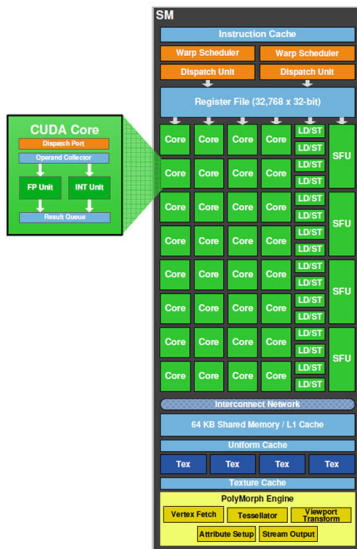 SM
Instruction Cache
Warp Scheduler Warp Scheduler
Dispatch Unit Dispatch Unit
Register File (32,768 x 32-bit)
CUDA Core
Dispatch Port
Operand Collector
FP Unit INT Unit
Result Queue
Core Core Core Core LD/ST LD/ST SFU
Core Core Core Core LD/ST LD/ST
Core Core Core Core LD/ST LD/ST SFU
Core Core Core Core LD/ST LD/ST
Core Core Core Core LD/ST LD/ST SFU
Core Core Core Core LD/ST LD/ST
Core Core Core Core LD/ST LD/ST SFU
Core Core Core Core LD/ST LD/ST
Interconnect Network
64 KB Shared Memory / L1 Cache
Uniform Cache
Tex Tex Tex Tex
Texture Cache
PolyMorph Engine
Vertex Fetch Tessellator Viewport Transform
Attribute Setup Stream Output